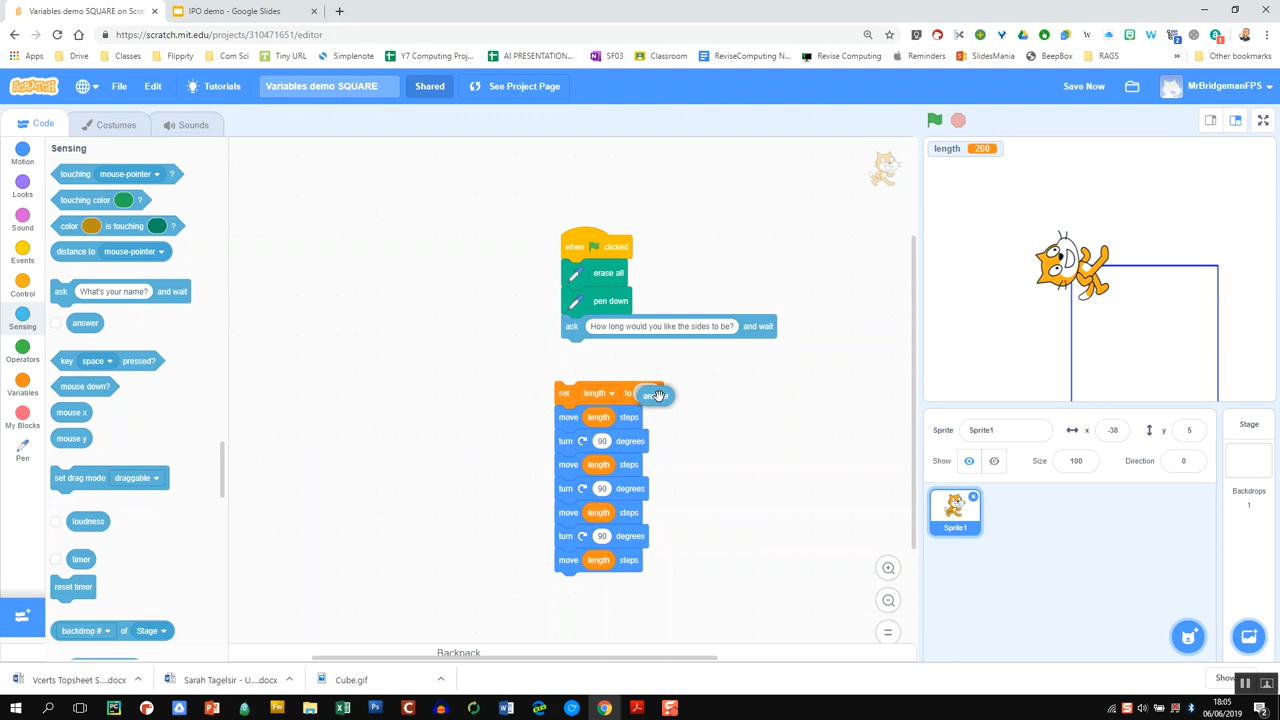 Variables demo SQUARE on Scr
IPO demo - Google Slides
https://scratch.mit.edu/projects/310471651/editor
Apps Drive Classes Flippity Com Sci Tiny URL Simplenote Y7 Computing Mat AI PRESENTATION... SF03 Classroom ReviseComputing N... Revise Computing Reminders SlidesMania BeepBox RAGS » Other bookmarks
SCRATCH File Edit Tutorials Variables demo SQUARE Shared See Project Page Save Now MrBridgemanFPS
Code Costumes Sounds
Motion
Looks
Sound
Events
Control
Sensing
Operators
Variables
My Blocks
Pen
Sensing
touching mouse-pointer ?
touching color ?
color is touching ?
distance to mouse-pointer
ask What's your name? and wait
answer
key space pressed?
mouse down?
mouse x
mouse y
set drag mode draggable
loudness
timer
reset timer
backdrop # of Stage
when clicked
erase all
pen down
ask How long would you like the sides to be? and wait
set length to
move length steps
turn 90 degrees
move length steps
turn 90 degrees
move length steps
turn 90 degrees
move length steps
Backpack
length 200
Sprite Sprite1 x -38 y 5
Show Size 100 Direction 0
Sprite1
Stage
Backdrops
1
Vcerts Topsheet S....docx
Sarah Tagelsir - U....docx
Cube.gif
Show
18:05
06/06/2019